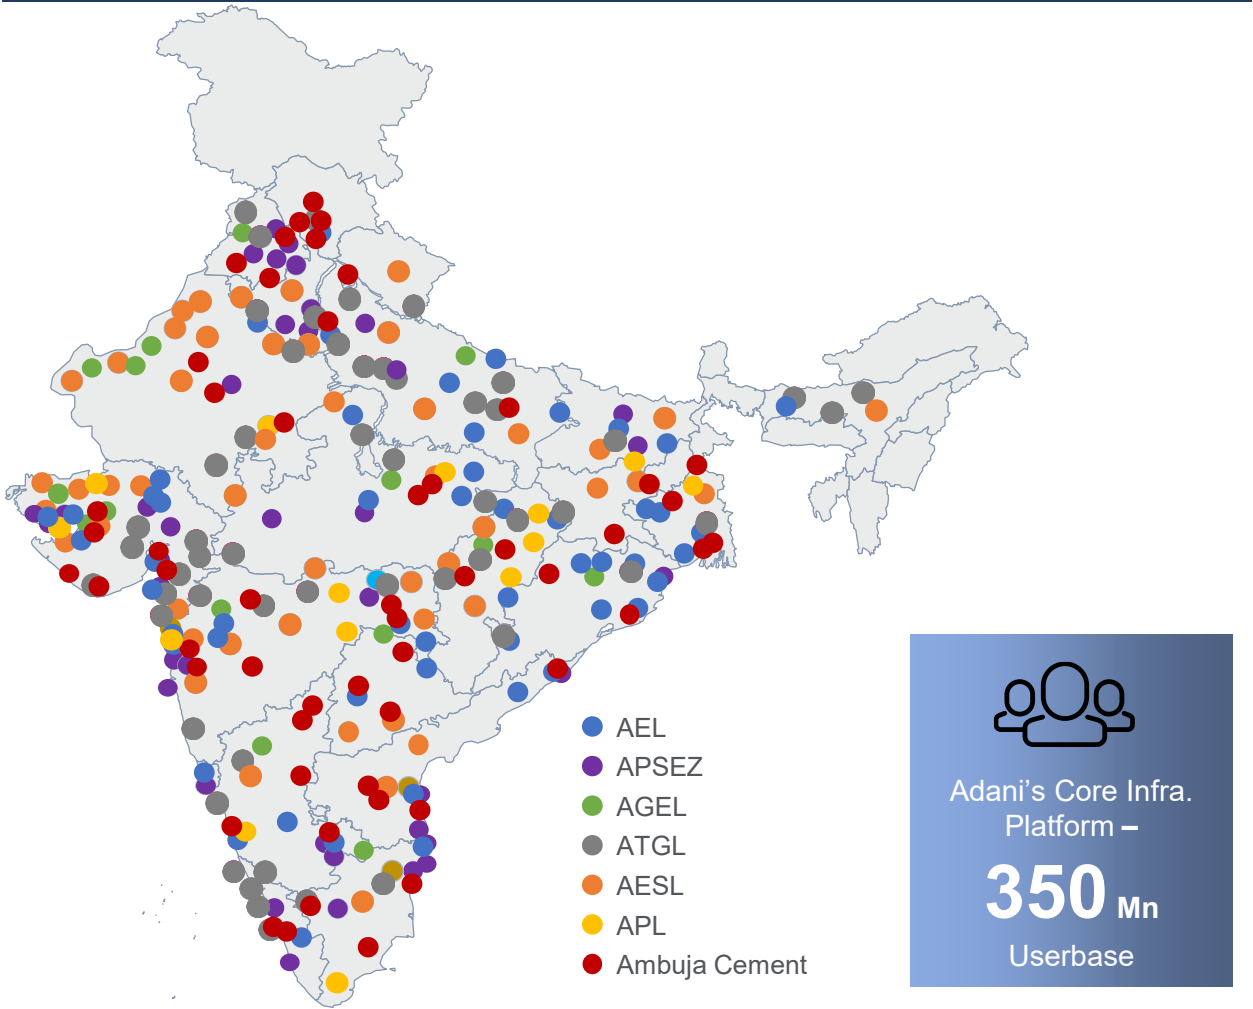 AEL
APSEZ
AGEL
ATGL
AESL
APL
Ambuja Cement
Adani’s Core Infra.
Platform –
350 Mn
Userbase